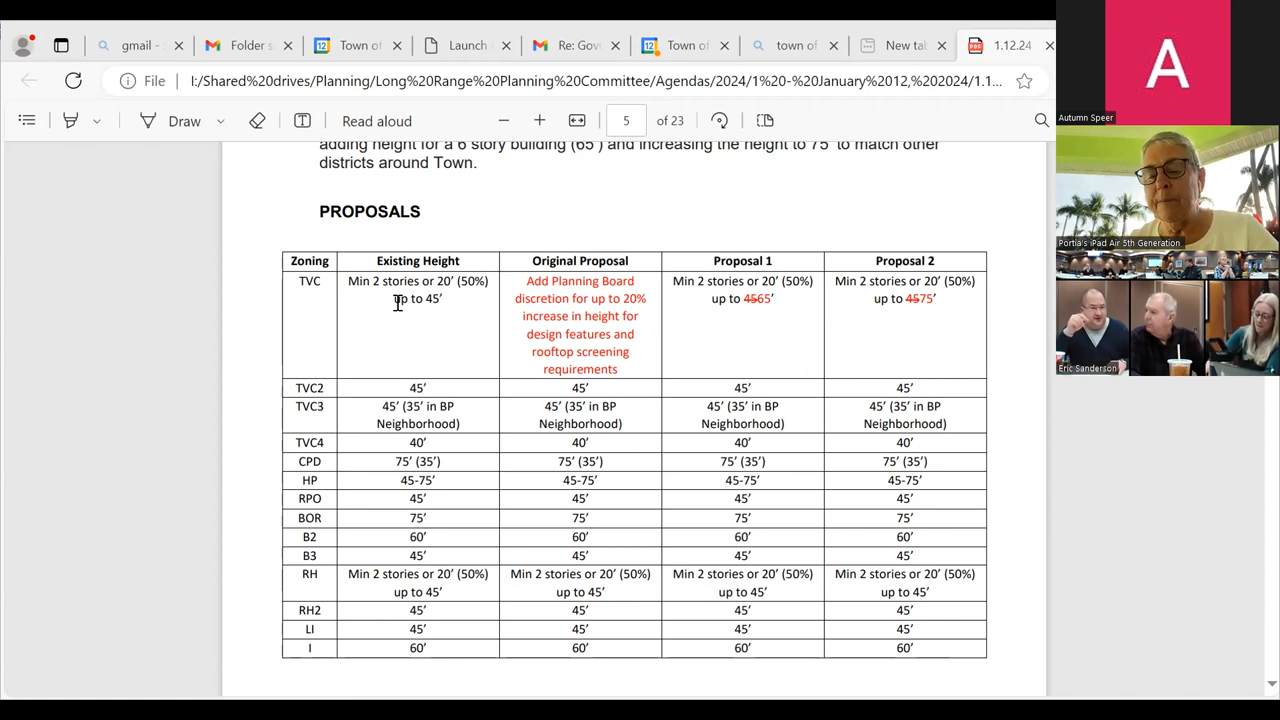 gmail -
Folder s
Town of
Launch
Re: Gov
Town of
town of
New tab
1.12.24
File
I:/Shared%20drives/Planning/Long%20Range%20Planning%20Committee/Agendas/2024/1%20-%20January%2012,%202024/1.1...
Draw
Read aloud
5
of 23
adding height for a 6 story building (65') and increasing the height to 75' to match other
districts around Town.
PROPOSALS
Zoning Existing Height Original Proposal Proposal 1 Proposal 2
TVC Min 2 stories or 20' (50%) Add Planning Board Min 2 stories or 20' (50%) Min 2 stories or 20' (50%)
up to 45' discretion for up to 20% up to 4565' up to 4575'
increase in height for
design features and
rooftop screening
requirements
TVC2 45' 45' 45' 45'
TVC3 45' (35' in BP 45' (35' in BP 45' (35' in BP 45' (35' in BP
Neighborhood) Neighborhood) Neighborhood) Neighborhood)
TVC4 40' 40' 40' 40'
CPD 75' (35') 75' (35') 75' (35') 75' (35')
HP 45-75' 45-75' 45-75' 45-75'
RPO 45' 45' 45' 45'
BOR 75' 75' 75' 75'
B2 60' 60' 60' 60'
B3 45' 45' 45' 45'
RH Min 2 stories or 20' (50%) Min 2 stories or 20' (50%) Min 2 stories or 20' (50%) Min 2 stories or 20' (50%)
up to 45' up to 45' up to 45' up to 45'
RH2 45' 45' 45' 45'
LI 45' 45' 45' 45'
I 60' 60' 60' 60'
A
Autumn Speer
Portia's iPad Air 5th Generation
Eric Sanderson